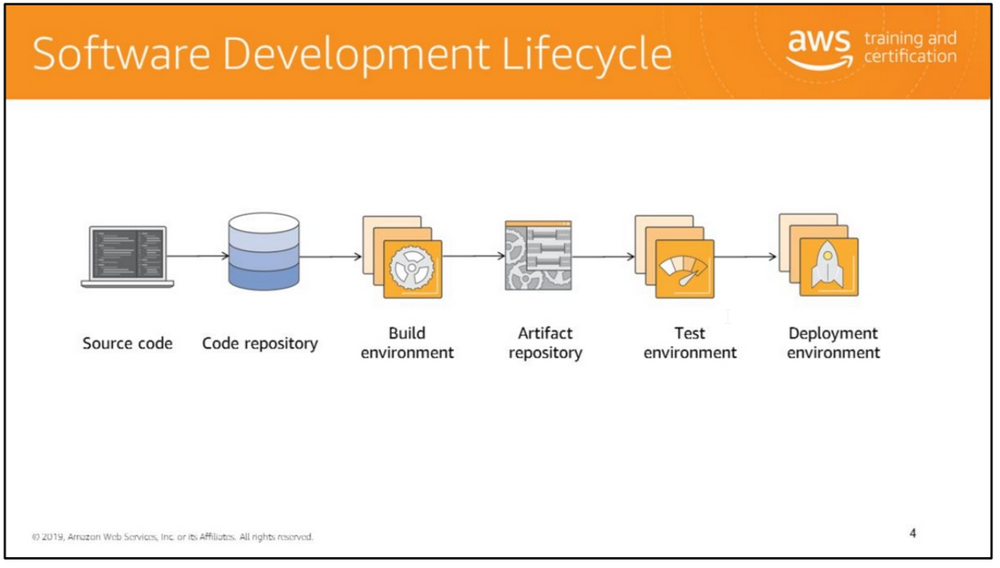 Software Development Lifecycle
aws training and
certification
Source code
Code repository
Build
environment
Artifact
repository
Test
environment
Deployment
environment
© 2019, Amazon Web Services, Inc. or its Affiliates. All rights reserved.
4